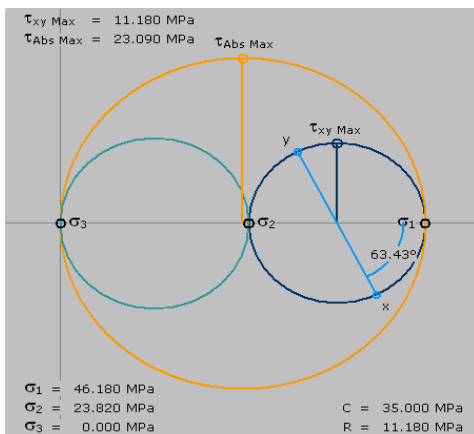 τxy Max = 11.180 MPa
τAbs Max = 23.090 MPa
τAbs Max
τxy Max
y
σ3
σ2
σ1
63.43°
x
σ1 = 46.180 MPa
σ2 = 23.820 MPa
σ3 = 0.000 MPa
C = 35.000 MPa
R = 11.180 MPa